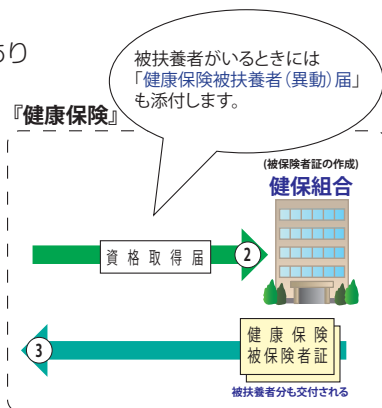 あり
被扶養者がいるときには
「健康保険被扶養者（異動）届」
も添付します。
『健康保険』
(被保険者証の作成)
健保組合
資格取得届
2
3
健康保険
被保険者証
被扶養者分も交付される